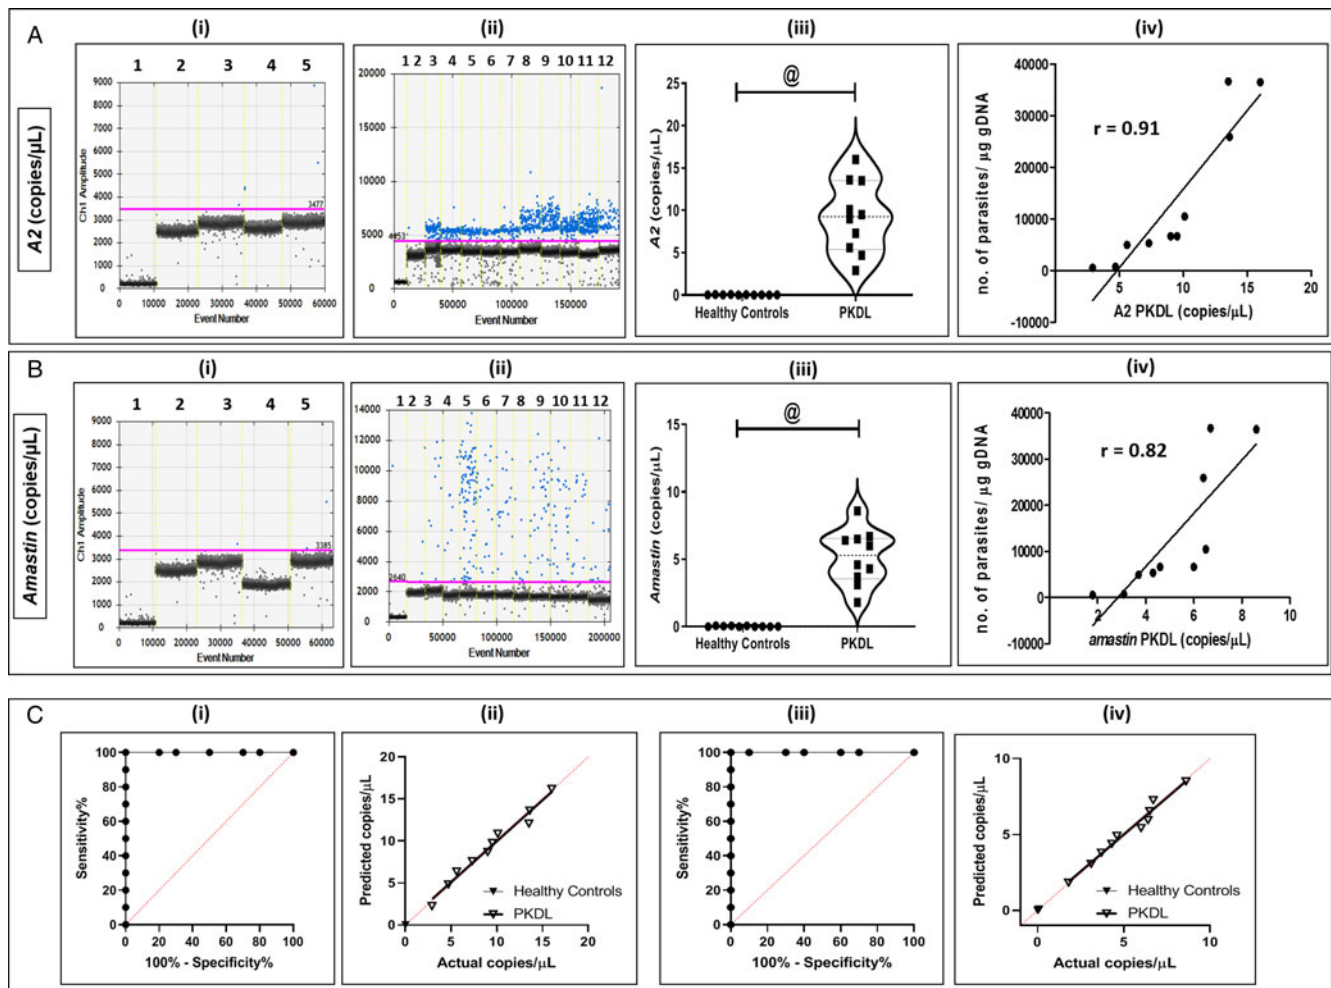 A
A2 (copies/μL)
(i)
1 2 3 4 5
Ch1 Amplitude
9000
8000
7000
6000
5000
4000
3000
2000
1000
0
3477
0 10000 20000 30000 40000 50000 60000
Event Number
(ii)
1 2 3 4 5 6 7 8 9 10 11 12
20000
15000
10000
5000
0
0 50000 100000 150000
Event Number
(iii)
@
A2 (copies/μL)
25
20
15
10
5
0
Healthy Controls PKDL
(iv)
r = 0.91
no. of parasites/ μg gDNA
40000
30000
20000
10000
0
-10000
5 10 15 20
A2 PKDL (copies/μL)
B
Amastin (copies/μL)
(i)
1 2 3 4 5
Ch1 Amplitude
9000
8000
7000
6000
5000
4000
3000
2000
1000
0
3385
0 10000 20000 30000 40000 50000 60000
Event Number
(ii)
1 2 3 4 5 6 7 8 9 10 11 12
14000
12000
10000
8000
6000
4000
2000
0
2640
0 50000 100000 150000 200000
Event Number
(iii)
@
Amastin (copies/μL)
15
10
5
0
Healthy Controls PKDL
(iv)
r = 0.82
no. of parasites/ μg gDNA
40000
30000
20000
10000
0
-10000
2 4 6 8 10
amastin PKDL (copies/μL)
C
(i)
Sensitivity%
100
80
60
40
20
0
0 20 40 60 80 100
100% - Specificity%
(ii)
Predicted copies/μL
20
15
10
5
0
Healthy Controls
PKDL
0 5 10 15 20
Actual copies/μL
(iii)
Sensitivity%
100
80
60
40
20
0
0 20 40 60 80 100
100% - Specificity%
(iv)
Predicted copies/μL
10
5
0
Healthy Controls
PKDL
0 5 10
Actual copies/μL